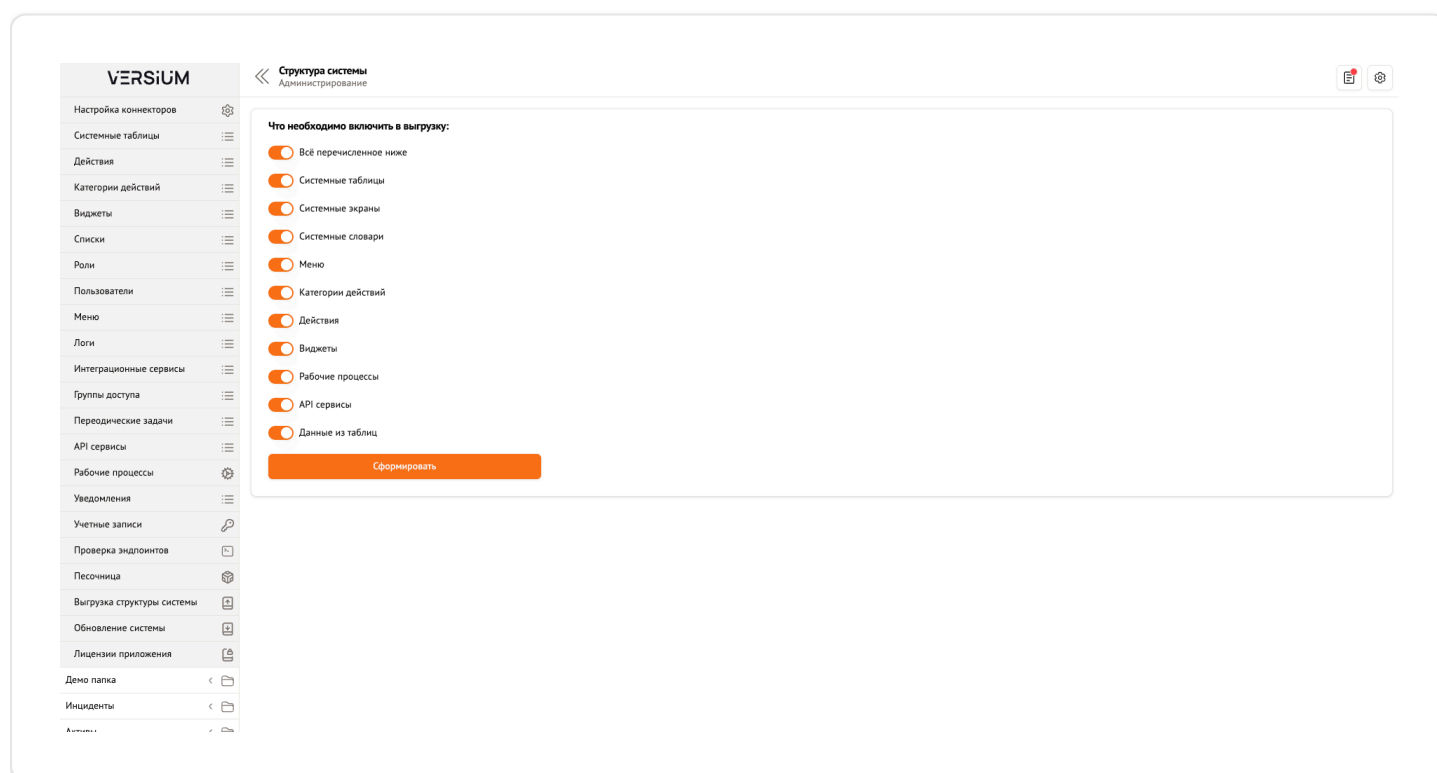 VERSIUM
Настройка коннекторов
Системные таблицы
Действия
Категории действий
Виджеты
Списки
Роли
Пользователи
Меню
Логи
Интеграционные сервисы
Группы доступа
Переодические задачи
API сервисы
Рабочие процессы
Уведомления
Учетные записи
Проверка эндпоинтов
Песочница
Выгрузка структуры системы
Обновление системы
Лицензии приложения
Демо папка
Инциденты
Активы
Структура системы
Администрирование
Что необходимо включить в выгрузку:
Всё перечисленное ниже
Системные таблицы
Системные экраны
Системные словари
Меню
Категории действий
Действия
Виджеты
Рабочие процессы
API сервисы
Данные из таблиц
Сформировать